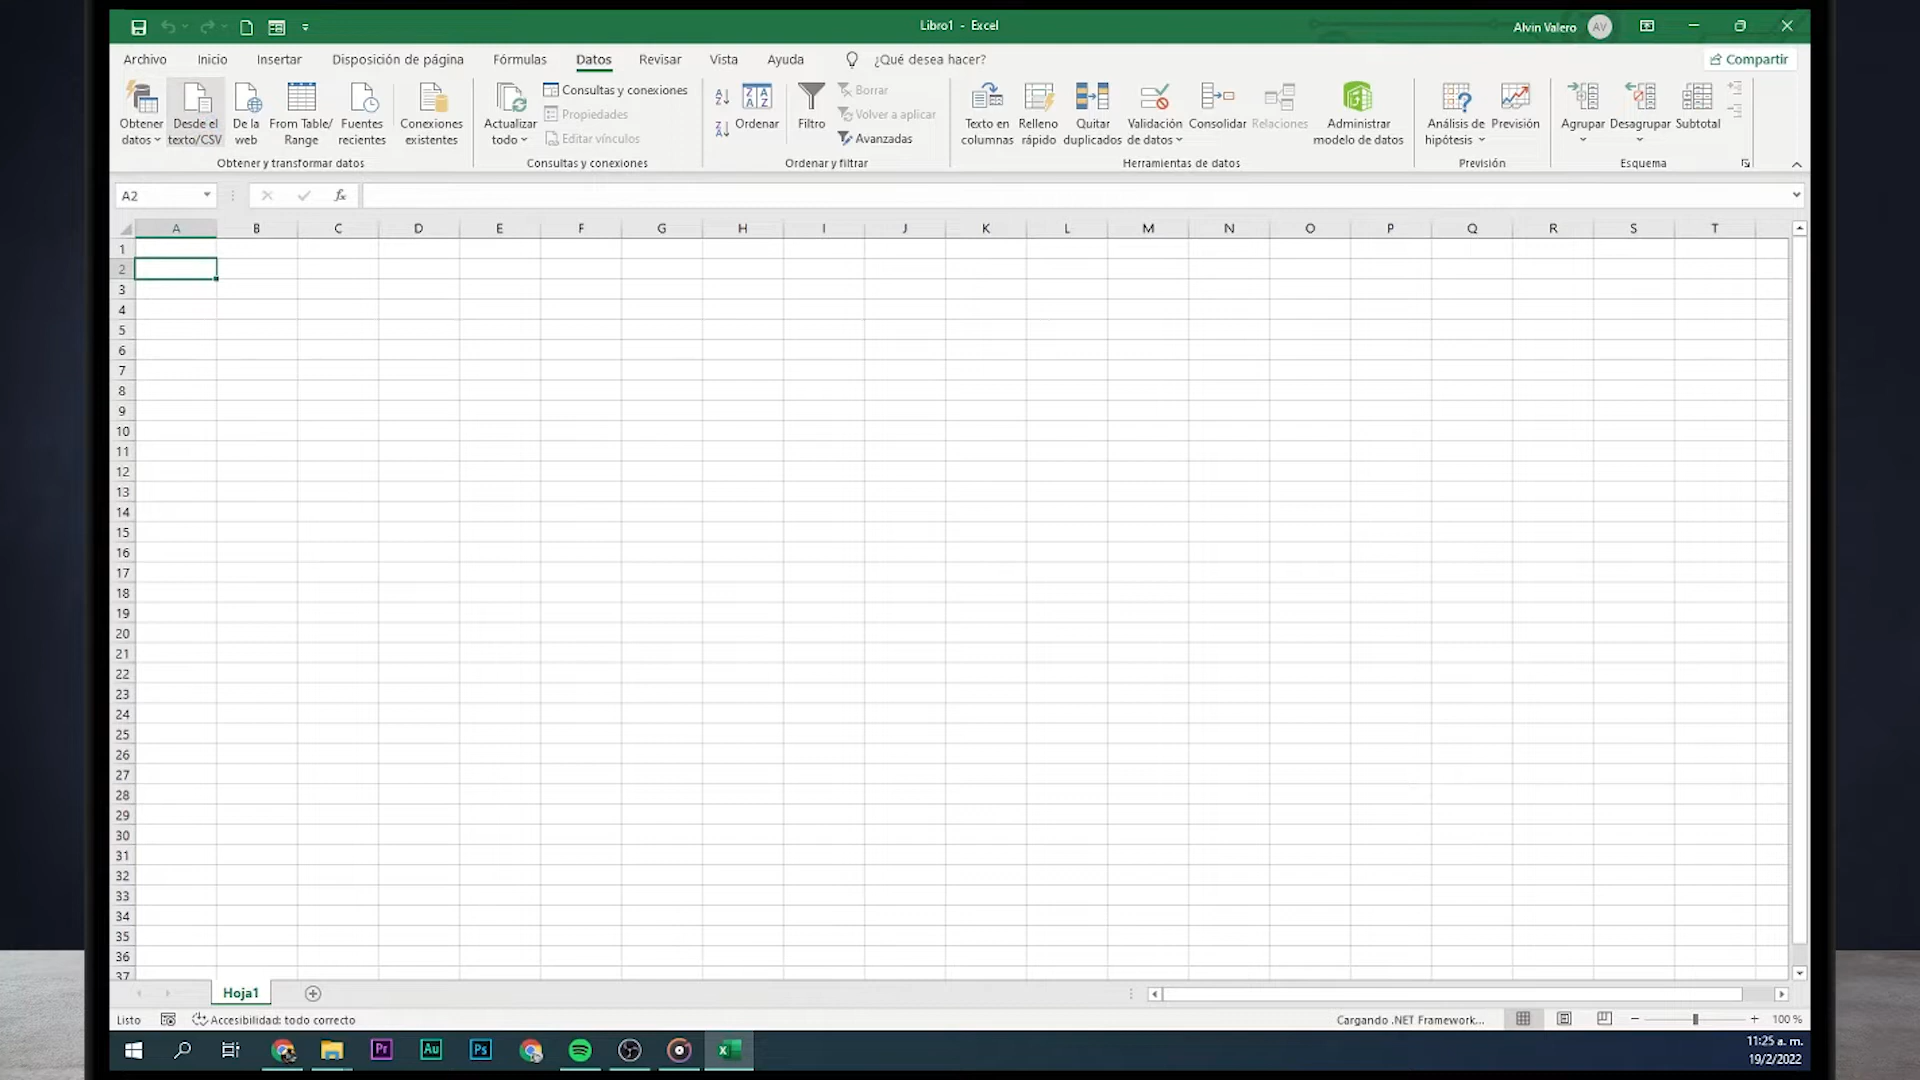 Libro1 - Excel
Alvin Valero AV
Archivo Inicio Insertar Disposición de página Fórmulas Datos Revisar Vista Ayuda ¿Qué desea hacer? Compartir
Obtener datos
Desde el texto/CSV
De la web
From Table/ Range
Fuentes recientes
Conexiones existentes
Obtener y transformar datos
Actualizar todo
Consultas y conexiones
Propiedades
Editar vínculos
Consultas y conexiones
Ordenar
Filtro
Borrar
Volver a aplicar
Avanzadas
Ordenar y filtrar
Texto en columnas
Relleno rápido
Quitar duplicados
Validación de datos
Consolidar
Relaciones
Administrar modelo de datos
Herramientas de datos
Análisis de hipótesis
Previsión
Previsión
Agrupar
Desagrupar
Subtotal
Esquema
A2
fx
A B C D E F G H I J K L M N O P Q R S T
1
2
3
4
5
6
7
8
9
10
11
12
13
14
15
16
17
18
19
20
21
22
23
24
25
26
27
28
29
30
31
32
33
34
35
36
37
Hoja1
Listo Accesibilidad: todo correcto Cargando .NET Framework... 100 %
Pr Au Ps
11:25 a. m.
19/2/2022